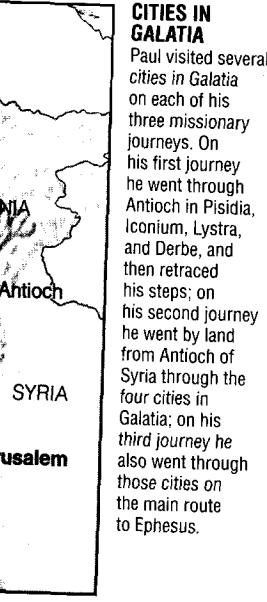 CITIES IN
GALATIA
Paul visited several
cities in Galatia
on each of his
three missionary
journeys. On
his first journey
he went through
Antioch in Pisidia,
Iconium, Lystra,
and Derbe, and
then retraced
his steps; on
his second journey
he went by land
from Antioch of
Syria through the
four cities in
Galatia; on his
third journey he
also went through
those cities on
the main route
to Ephesus.
NIA
Antioch
SYRIA
rusalem